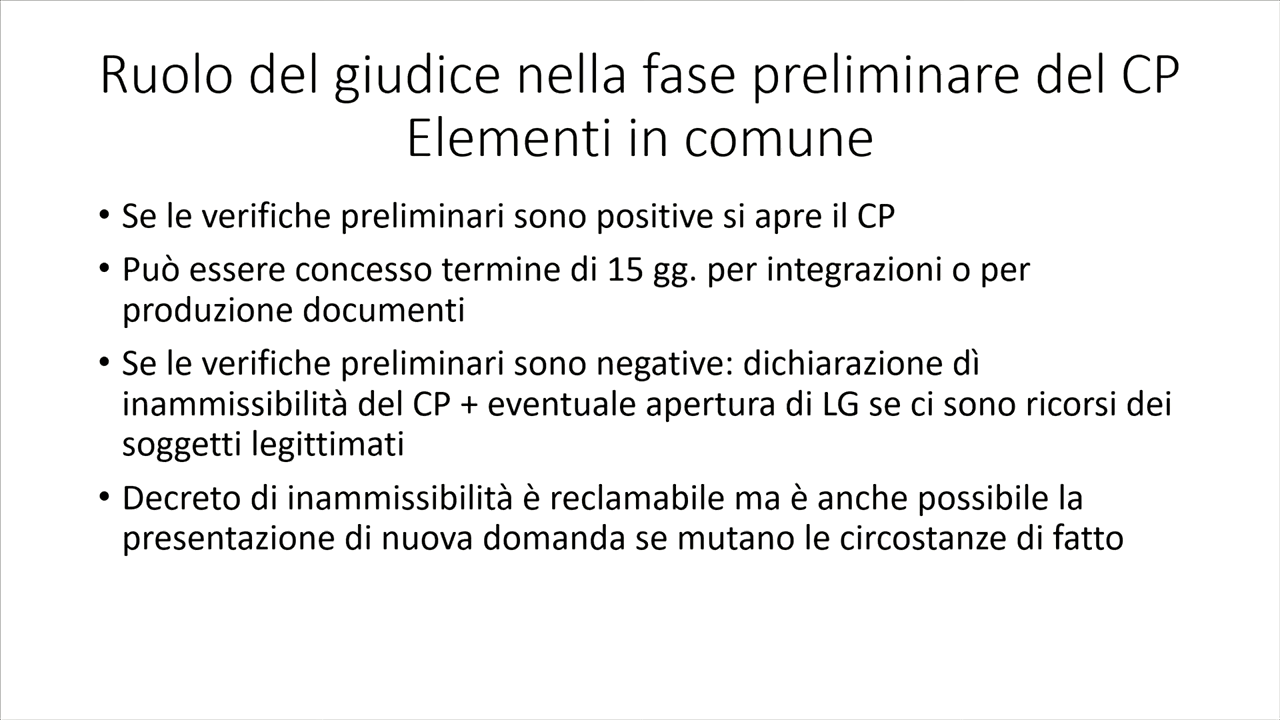 Ruolo del giudice nella fase preliminare del CP
Elementi in comune
• Se le verifiche preliminari sono positive si apre il CP
• Può essere concesso termine di 15 gg. per integrazioni o per
produzione documenti
• Se le verifiche preliminari sono negative: dichiarazione dì
inammissibilità del CP + eventuale apertura di LG se ci sono ricorsi dei
soggetti legittimati
• Decreto di inammissibilità è reclamabile ma è anche possibile la
presentazione di nuova domanda se mutano le circostanze di fatto